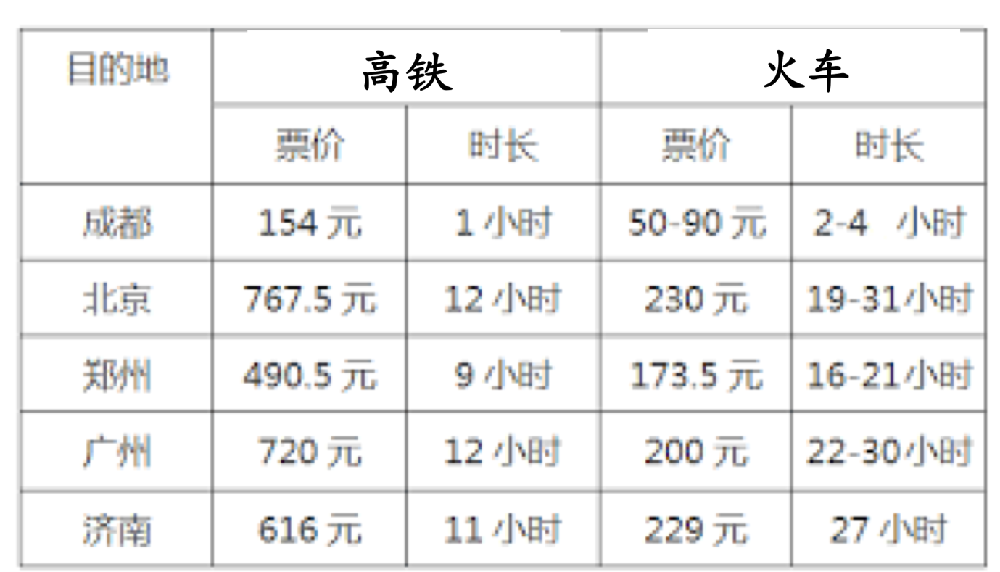 目的地 高铁 火车
票价 时长 票价 时长
成都 154 元 1 小时 50-90 元 2-4 小时
北京 767.5 元 12 小时 230 元 19-31小时
郑州 490.5 元 9 小时 173.5 元 16-21小时
广州 720 元 12 小时 200 元 22-30小时
济南 616 元 11 小时 229 元 27 小时